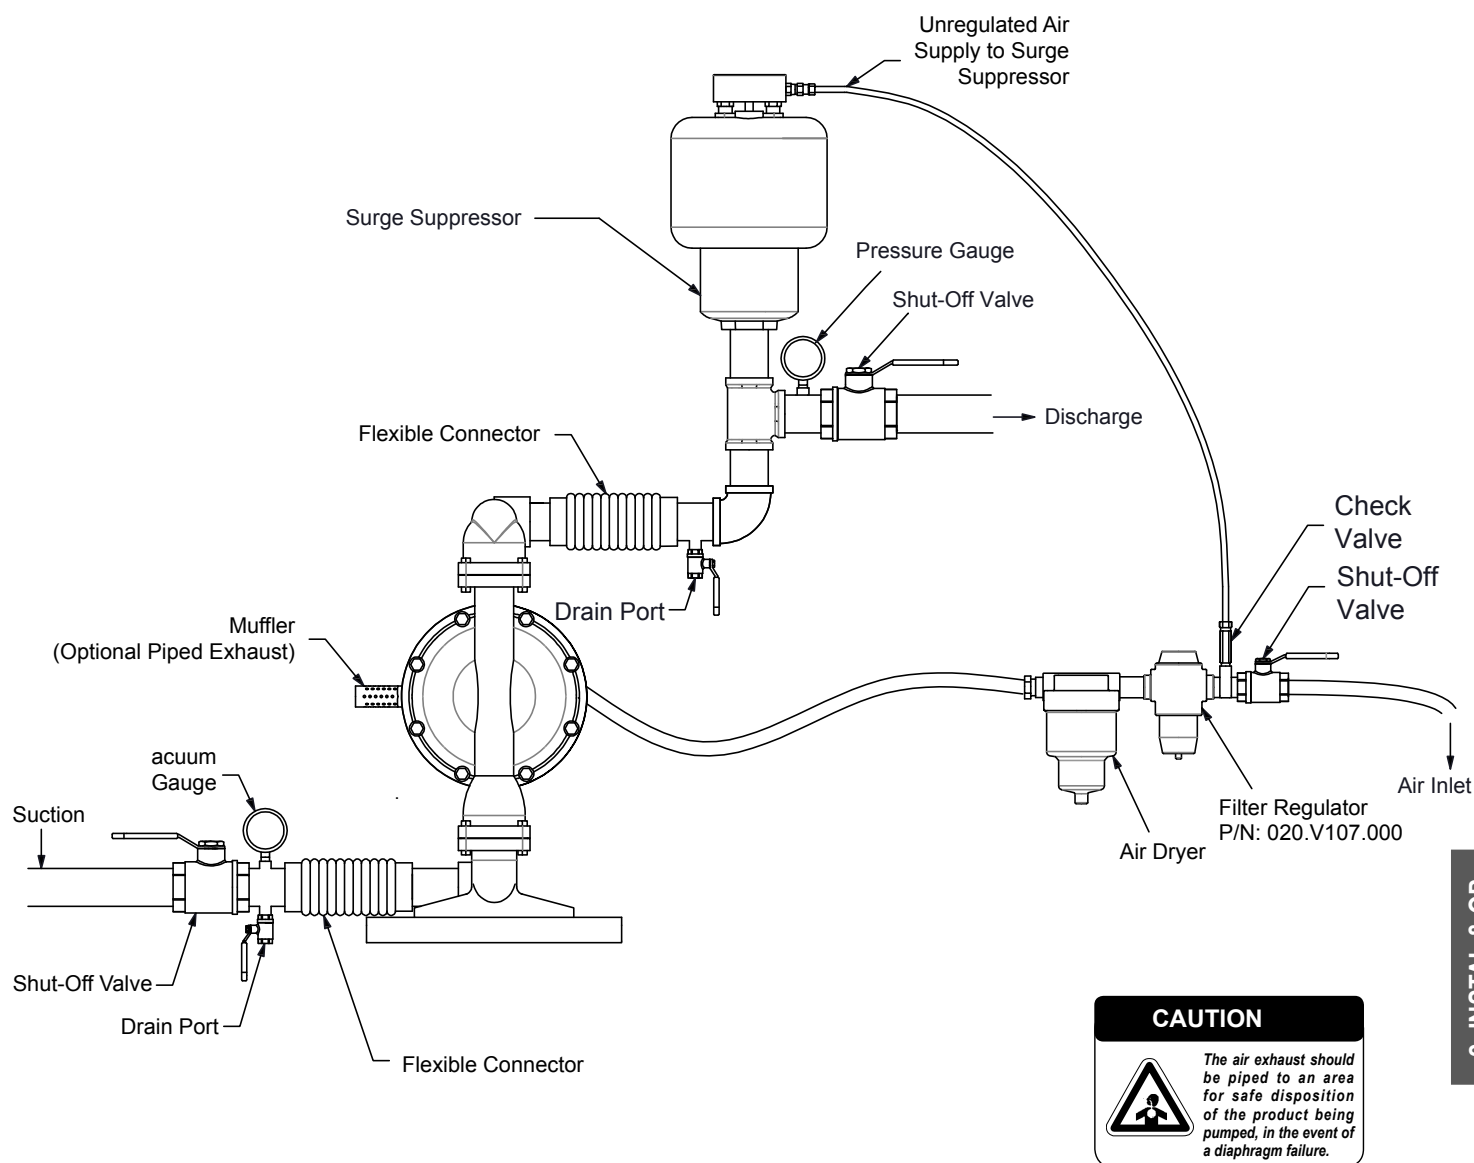 Unregulated Air
Supply to Surge
Suppressor
Surge Suppressor
Pressure Gauge
Shut-Off Valve
Flexible Connector
Discharge
Check
Valve
Shut-Off
Valve
Drain Port
Muffler
(Optional Piped Exhaust)
acuum
Gauge
Suction
Air Inlet
Filter Regulator
P/N: 020.V107.000
Air Dryer
Shut-Off Valve
Drain Port
Flexible Connector
CAUTION
The air exhaust should
be piped to an area
for safe disposition
of the product being
pumped, in the event of
a diaphragm failure.
INSTAL & OP